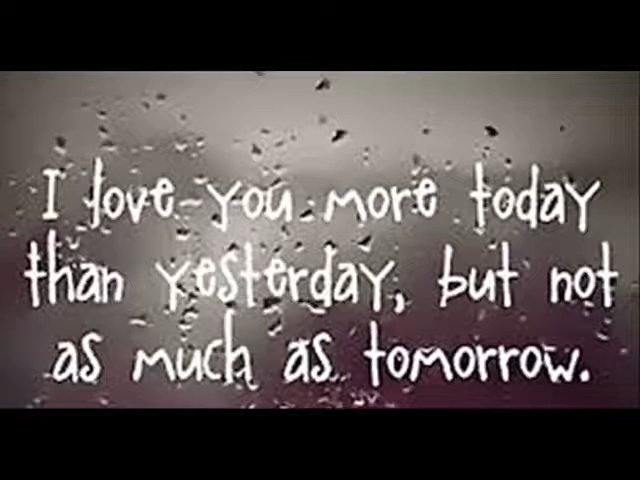 I love you more today
than yesterday, but not
as much as tomorrow.